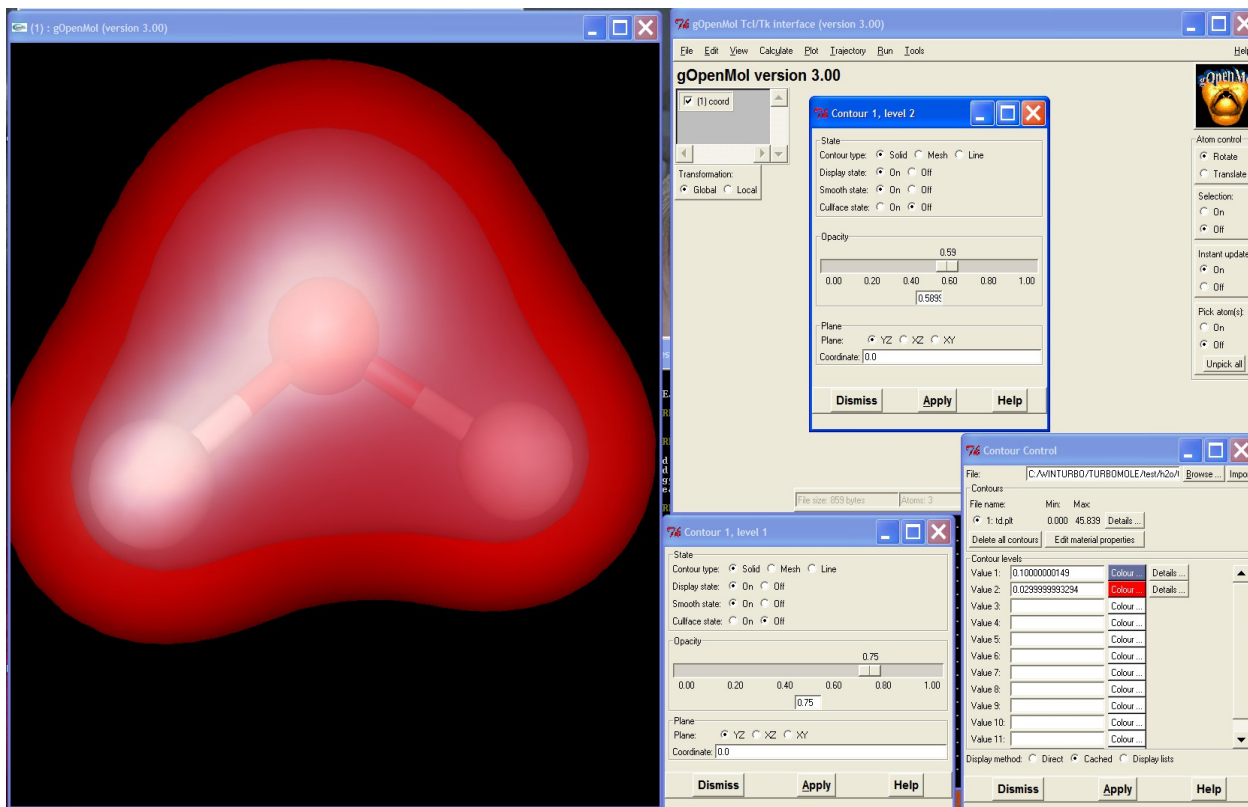 (1) : gOpenMol (version 3.00)
gOpenMol Tcl/Tk interface (version 3.00)
File Edit View Calculate Plot Trajectory Run Tools Help
gOpenMol version 3.00
(1) coord
Transformation:
Global Local
gOpenMol
Atom control
Rotate
Translate
Selection:
On
Off
Instant update
On
Off
Pick atom(s):
On
Off
Unpick all
File size: 859 bytes Atoms: 3
Contour 1, level 2
State
Contour type: Solid Mesh Line
Display state: On Off
Smooth state: On Off
Cullface state: On Off
Opacity
0.59
0.00 0.20 0.40 0.60 0.80 1.00
0.5899
Plane
Plane: YZ XZ XY
Coordinate: 0.0
Dismiss Apply Help
Contour 1, level 1
State
Contour type: Solid Mesh Line
Display state: On Off
Smooth state: On Off
Cullface state: On Off
Opacity
0.75
0.00 0.20 0.40 0.60 0.80 1.00
0.75
Plane
Plane: YZ XZ XY
Coordinate: 0.0
Dismiss Apply Help
Contour Control
File: Browse ... Impor
Contours
File name: Min: Max:
1: td.plt 0.000 45.839 Details ...
Delete all contours Edit material properties
Contour levels
Value 1: 0.10000000149 Colour ... Details ...
Value 2: 0.0299999993294 Colour ... Details ...
Value 3: Colour ...
Value 4: Colour ...
Value 5: Colour ...
Value 6: Colour ...
Value 7: Colour ...
Value 8: Colour ...
Value 9: Colour ...
Value 10: Colour ...
Value 11: Colour ...
Display method: Direct Cached Display lists
Dismiss Apply Help